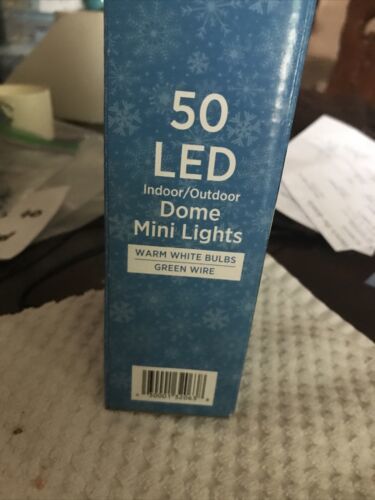 50
LED
Indoor/Outdoor
Dome
Mini Lights
WARM WHITE BULBS
GREEN WIRE